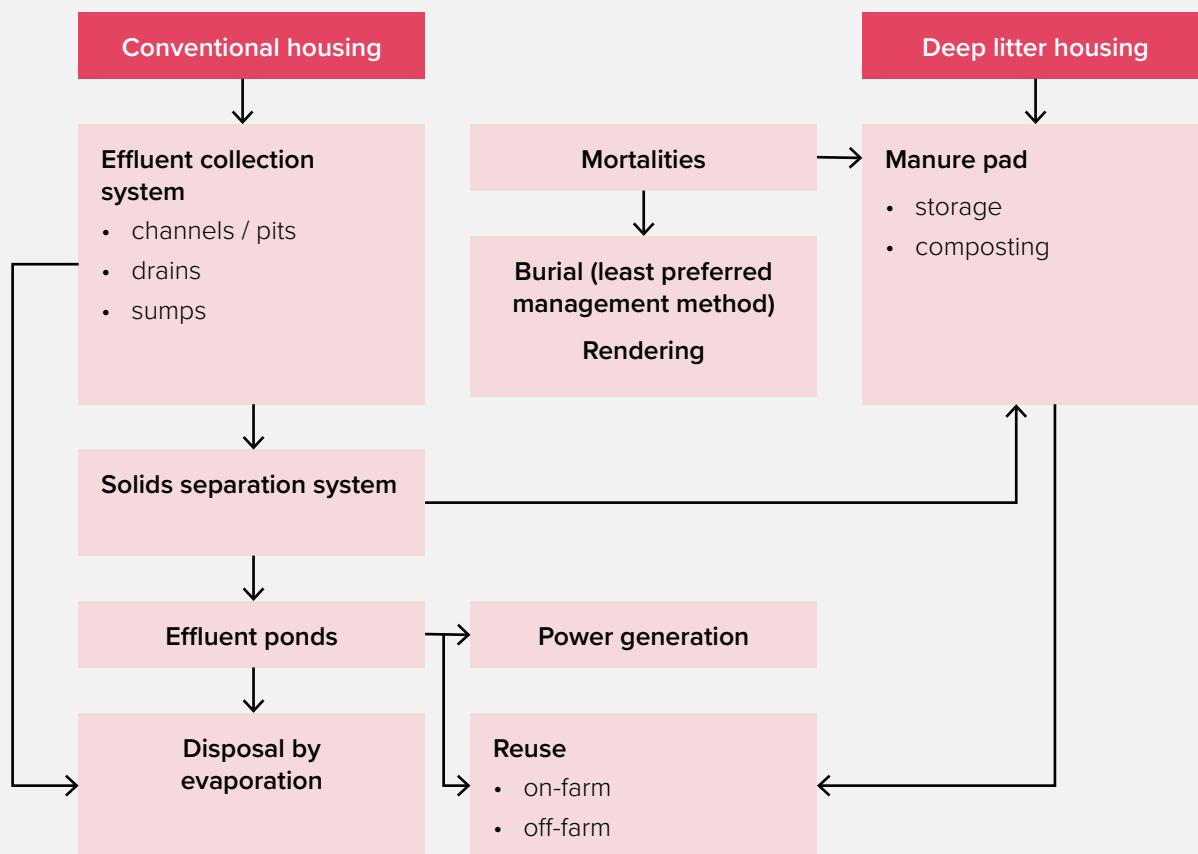 Conventional housing
Deep litter housing
Effluent collection
system
• channels / pits
• drains
• sumps
Mortalities
Burial (least preferred
management method)
Rendering
Manure pad
• storage
• composting
Solids separation system
Effluent ponds
Power generation
Disposal by
evaporation
Reuse
• on-farm
• off-farm